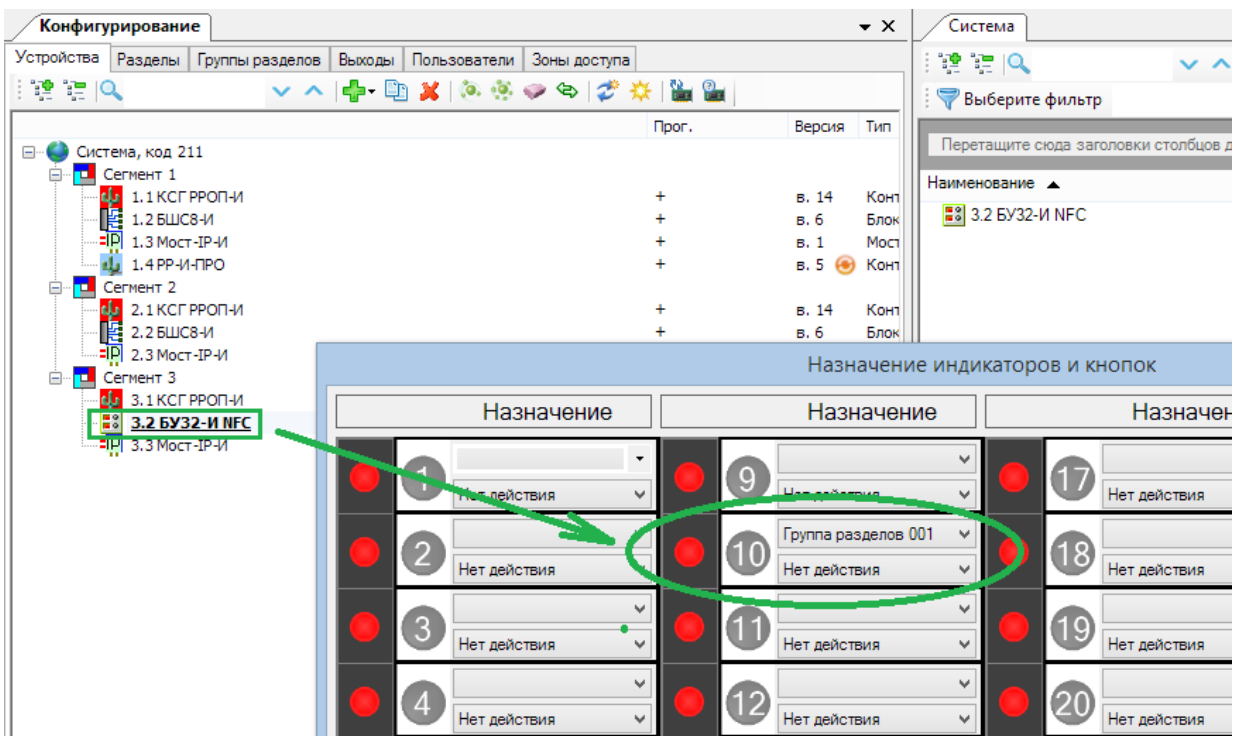 Конфигурирование
Система
Устройства Разделы Группы разделов Выходы Пользователи Зоны доступа
Выберите фильтр
Прог. Версия Тип
Перетащите сюда заголовки столбцов д
Система, код 211
Наименование
Сегмент 1
1.1 КСГ РРОП-И + в. 14 Конт
3.2 БУ32-И NFC
1.2 БШС8-И + в. 6 Блок
1.3 Мост-IP-И + в. 1 Мост
1.4 РР-И-ПРО + в. 5 Конт
Сегмент 2
2.1 КСГ РРОП-И + в. 14 Конт
2.2 БШС8-И + в. 6 Блок
2.3 Мост-IP-И
Назначение индикаторов и кнопок
Сегмент 3
3.1 КСГ РРОП-И
3.2 БУ32-И NFC
3.3 Мост-IP-И
Назначение Назначение Назначен
1 9 17
Нет действия Нет действия Нет действия
2 10 Группа разделов 001 18
Нет действия Нет действия Нет действия
3 11 19
Нет действия Нет действия Нет действия
4 12 20
Нет действия Нет действия Нет действия